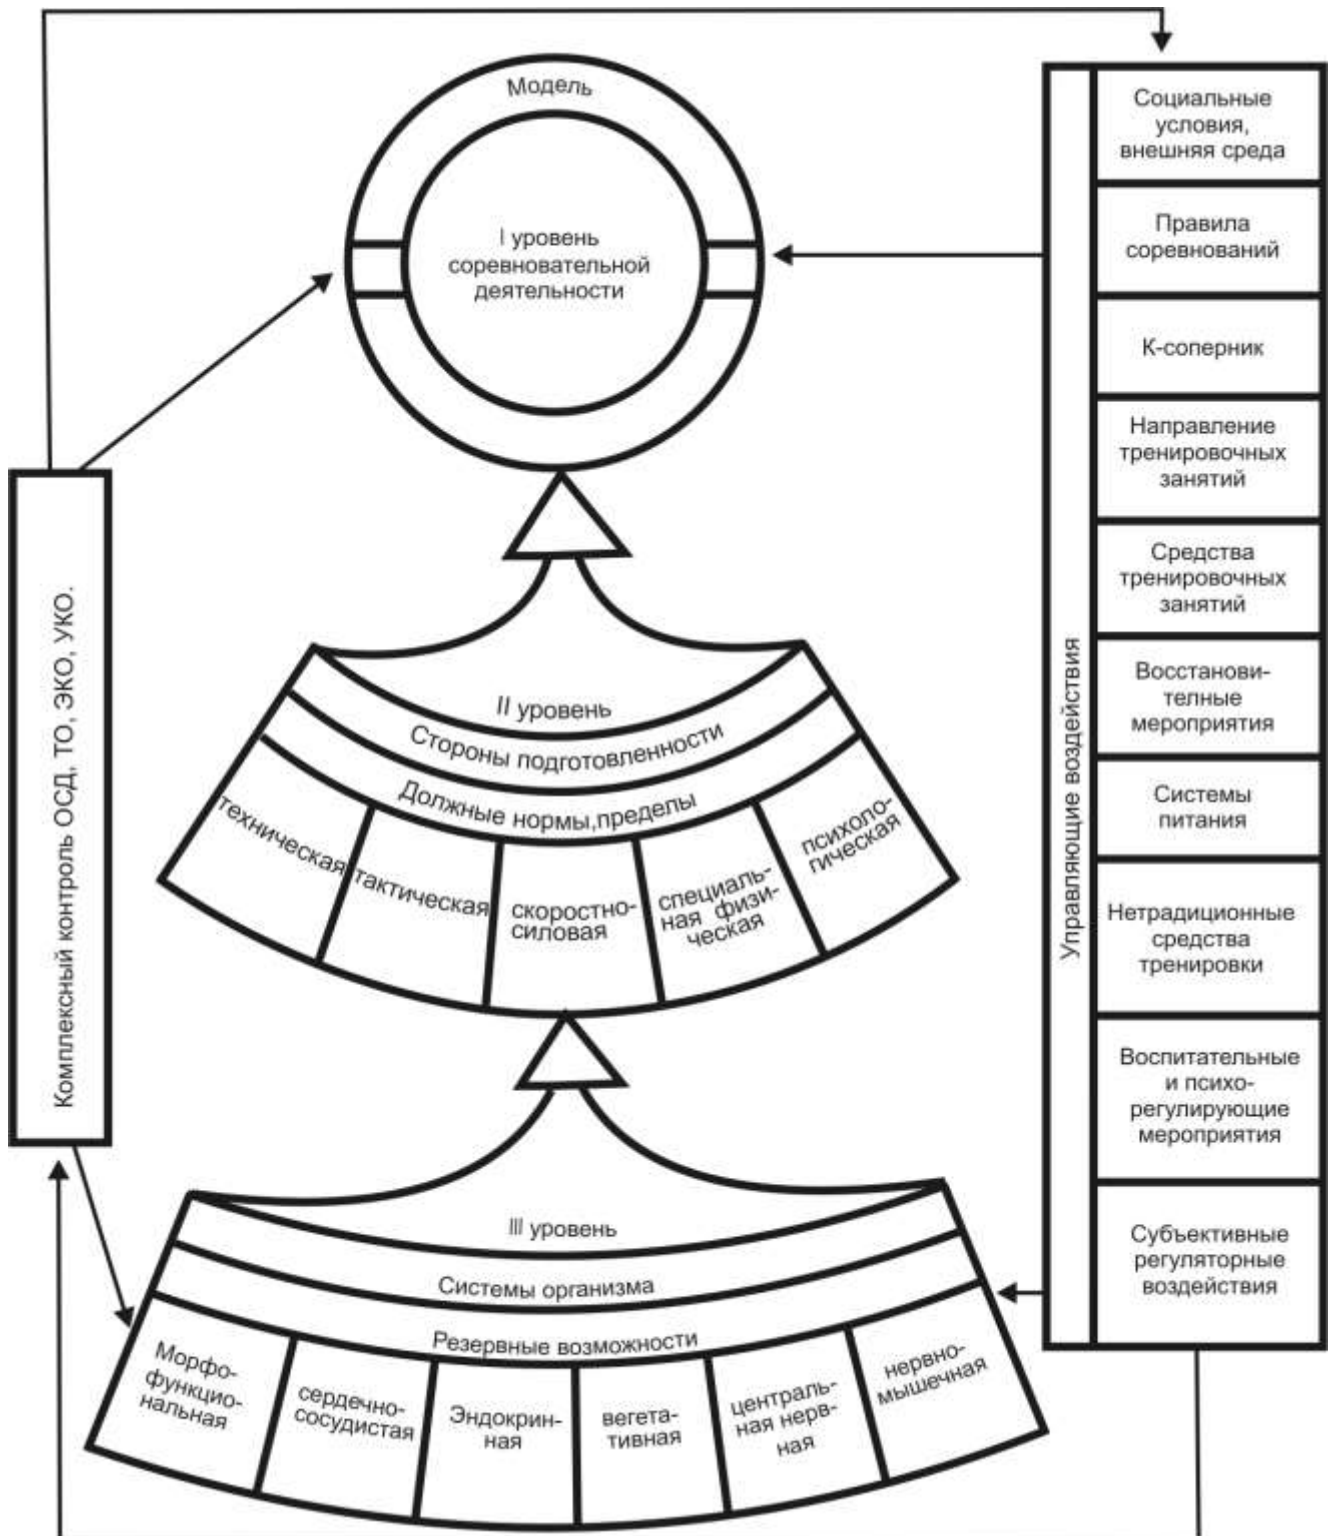 Модель
I уровень
соревновательной
деятельности
Комплексный контроль ОСД, ТО, ЭКО, УКО.
II уровень
Стороны подготовленности
Должные нормы,пределы
техническая
тактическая
скоростно-
силовая
специаль-
ная физи-
ческая
психоло-
гическая
III уровень
Системы организма
Резервные возможности
Морфо-
функцио-
нальная
сердечно-
сосудистая
Эндокрин-
ная
вегета-
тивная
централь-
ная нерв-
ная
нервно-
мышечная
Управляющие воздействия
Социальные
условия,
внешняя среда
Правила
соревнований
К-соперник
Направление
тренировочных
занятий
Средства
тренировочных
занятий
Восстанови-
телные
мероприятия
Системы
питания
Нетрадиционные
средства
тренировки
Воспитательные
и психо-
регулирующие
мероприятия
Субъективные
регуляторные
воздействия